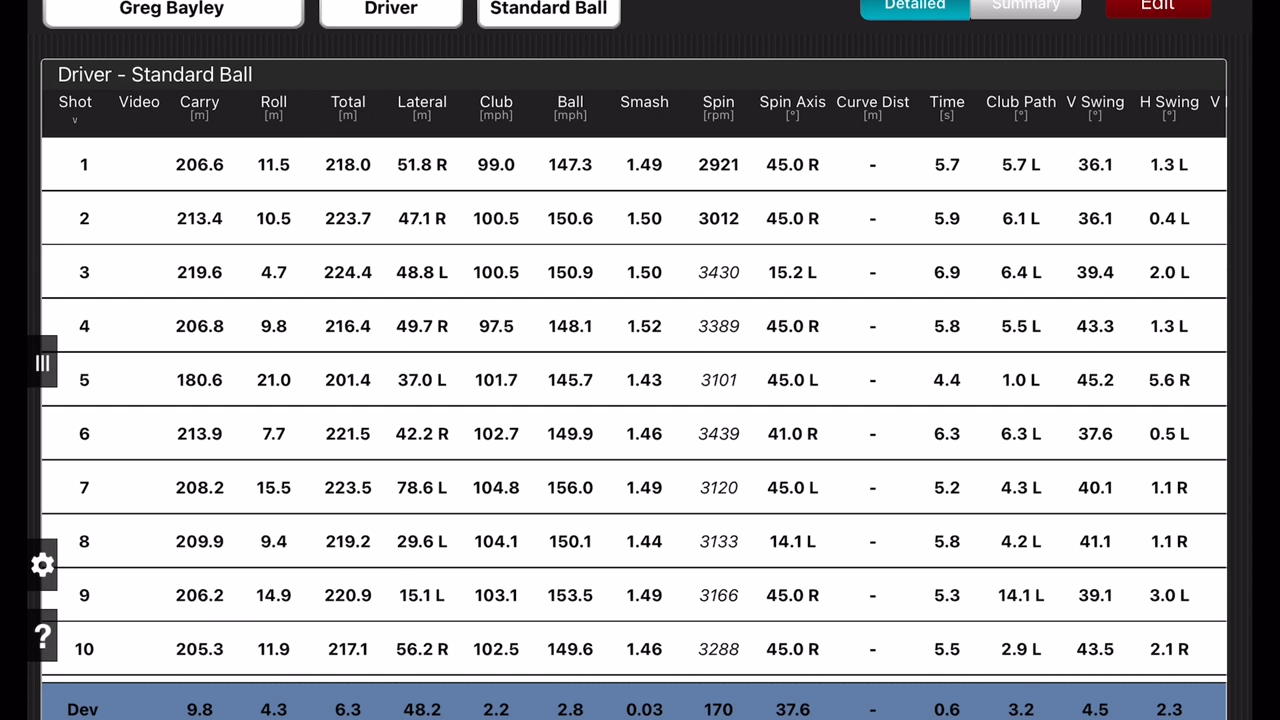 Greg Bayley Driver Standard Ball Detailed Summary Edit
Driver - Standard Ball
Shot Video Carry Roll Total Lateral Club Ball Smash Spin Spin Axis Curve Dist Time Club Path V Swing H Swing V
v [m] [m] [m] [m] [mph] [mph] [rpm] [°] [m] [s] [°] [°] [°]
1 206.6 11.5 218.0 51.8 R 99.0 147.3 1.49 2921 45.0 R - 5.7 5.7 L 36.1 1.3 L
2 213.4 10.5 223.7 47.1 R 100.5 150.6 1.50 3012 45.0 R - 5.9 6.1 L 36.1 0.4 L
3 219.6 4.7 224.4 48.8 L 100.5 150.9 1.50 3430 15.2 L - 6.9 6.4 L 39.4 2.0 L
4 206.8 9.8 216.4 49.7 R 97.5 148.1 1.52 3389 45.0 R - 5.8 5.5 L 43.3 1.3 L
5 180.6 21.0 201.4 37.0 L 101.7 145.7 1.43 3101 45.0 L - 4.4 1.0 L 45.2 5.6 R
6 213.9 7.7 221.5 42.2 R 102.7 149.9 1.46 3439 41.0 R - 6.3 6.3 L 37.6 0.5 L
7 208.2 15.5 223.5 78.6 L 104.8 156.0 1.49 3120 45.0 L - 5.2 4.3 L 40.1 1.1 R
8 209.9 9.4 219.2 29.6 L 104.1 150.1 1.44 3133 14.1 L - 5.8 4.2 L 41.1 1.1 R
9 206.2 14.9 220.9 15.1 L 103.1 153.5 1.49 3166 45.0 R - 5.3 14.1 L 39.1 3.0 L
?
10 205.3 11.9 217.1 56.2 R 102.5 149.6 1.46 3288 45.0 R - 5.5 2.9 L 43.5 2.1 R
Dev 9.8 4.3 6.3 48.2 2.2 2.8 0.03 170 37.6 - 0.6 3.2 4.5 2.3